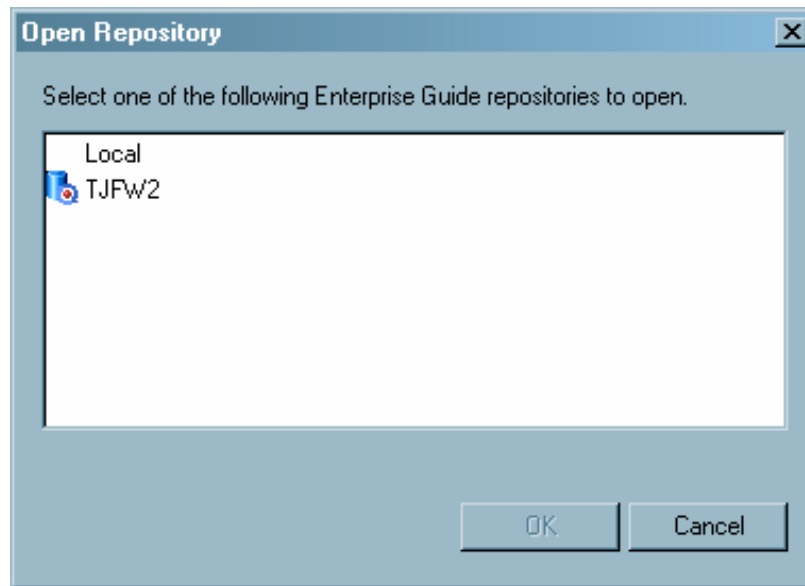 Open Repository
Select one of the following Enterprise Guide repositories to open.
Local
TJFW2
OK
Cancel